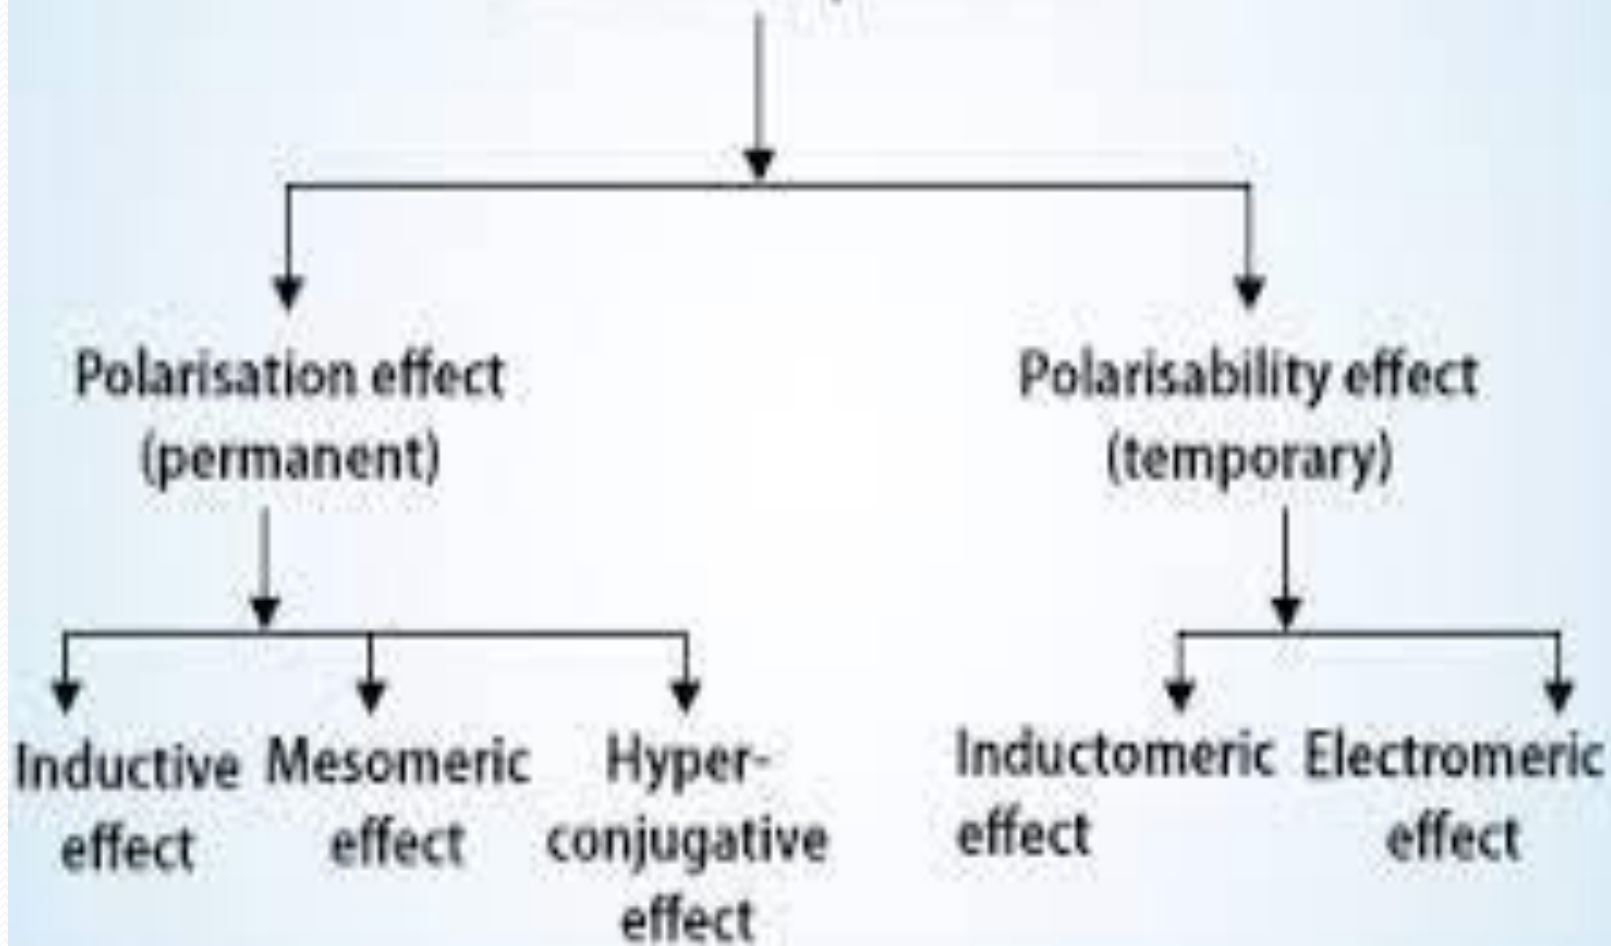 Polarisation effect
(permanent)
Polarisability effect
(temporary)
Inductive
effect
Mesomeric
effect
Hyper-
conjugative
effect
Inductomeric
effect
Electromeric
effect